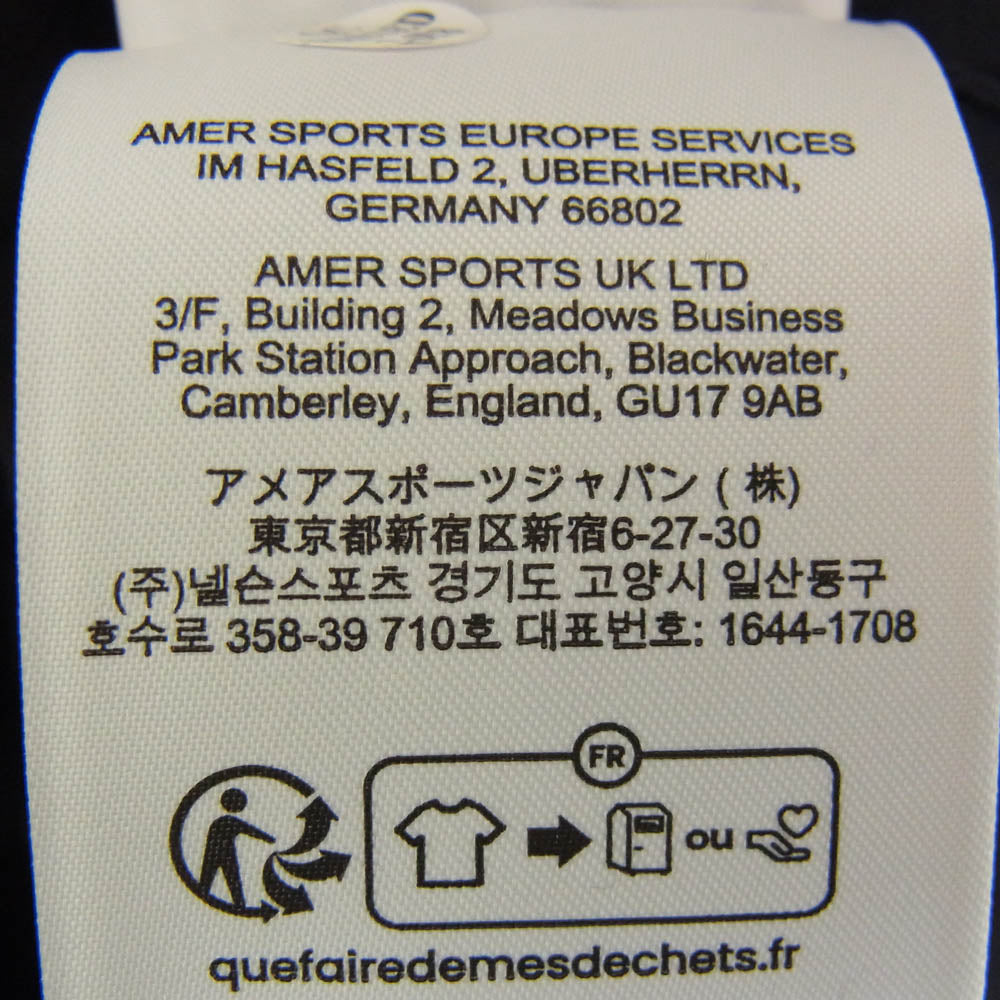 AMER SPORTS EUROPE SERVICES
IM HASFELD 2, UBERHERRN,
GERMANY 66802
AMER SPORTS UK LTD
3/F, Building 2, Meadows Business
Park Station Approach, Blackwater,
Camberley, England, GU17 9AB
アメアスポーツジャパン ( 株)
東京都新宿区新宿6-27-30
(주)넬슨스포츠 경기도 고양시 일산동구
호수로 358-39 710호 대표번호: 1644-1708
FR
ou
quefairedemesdechets.fr